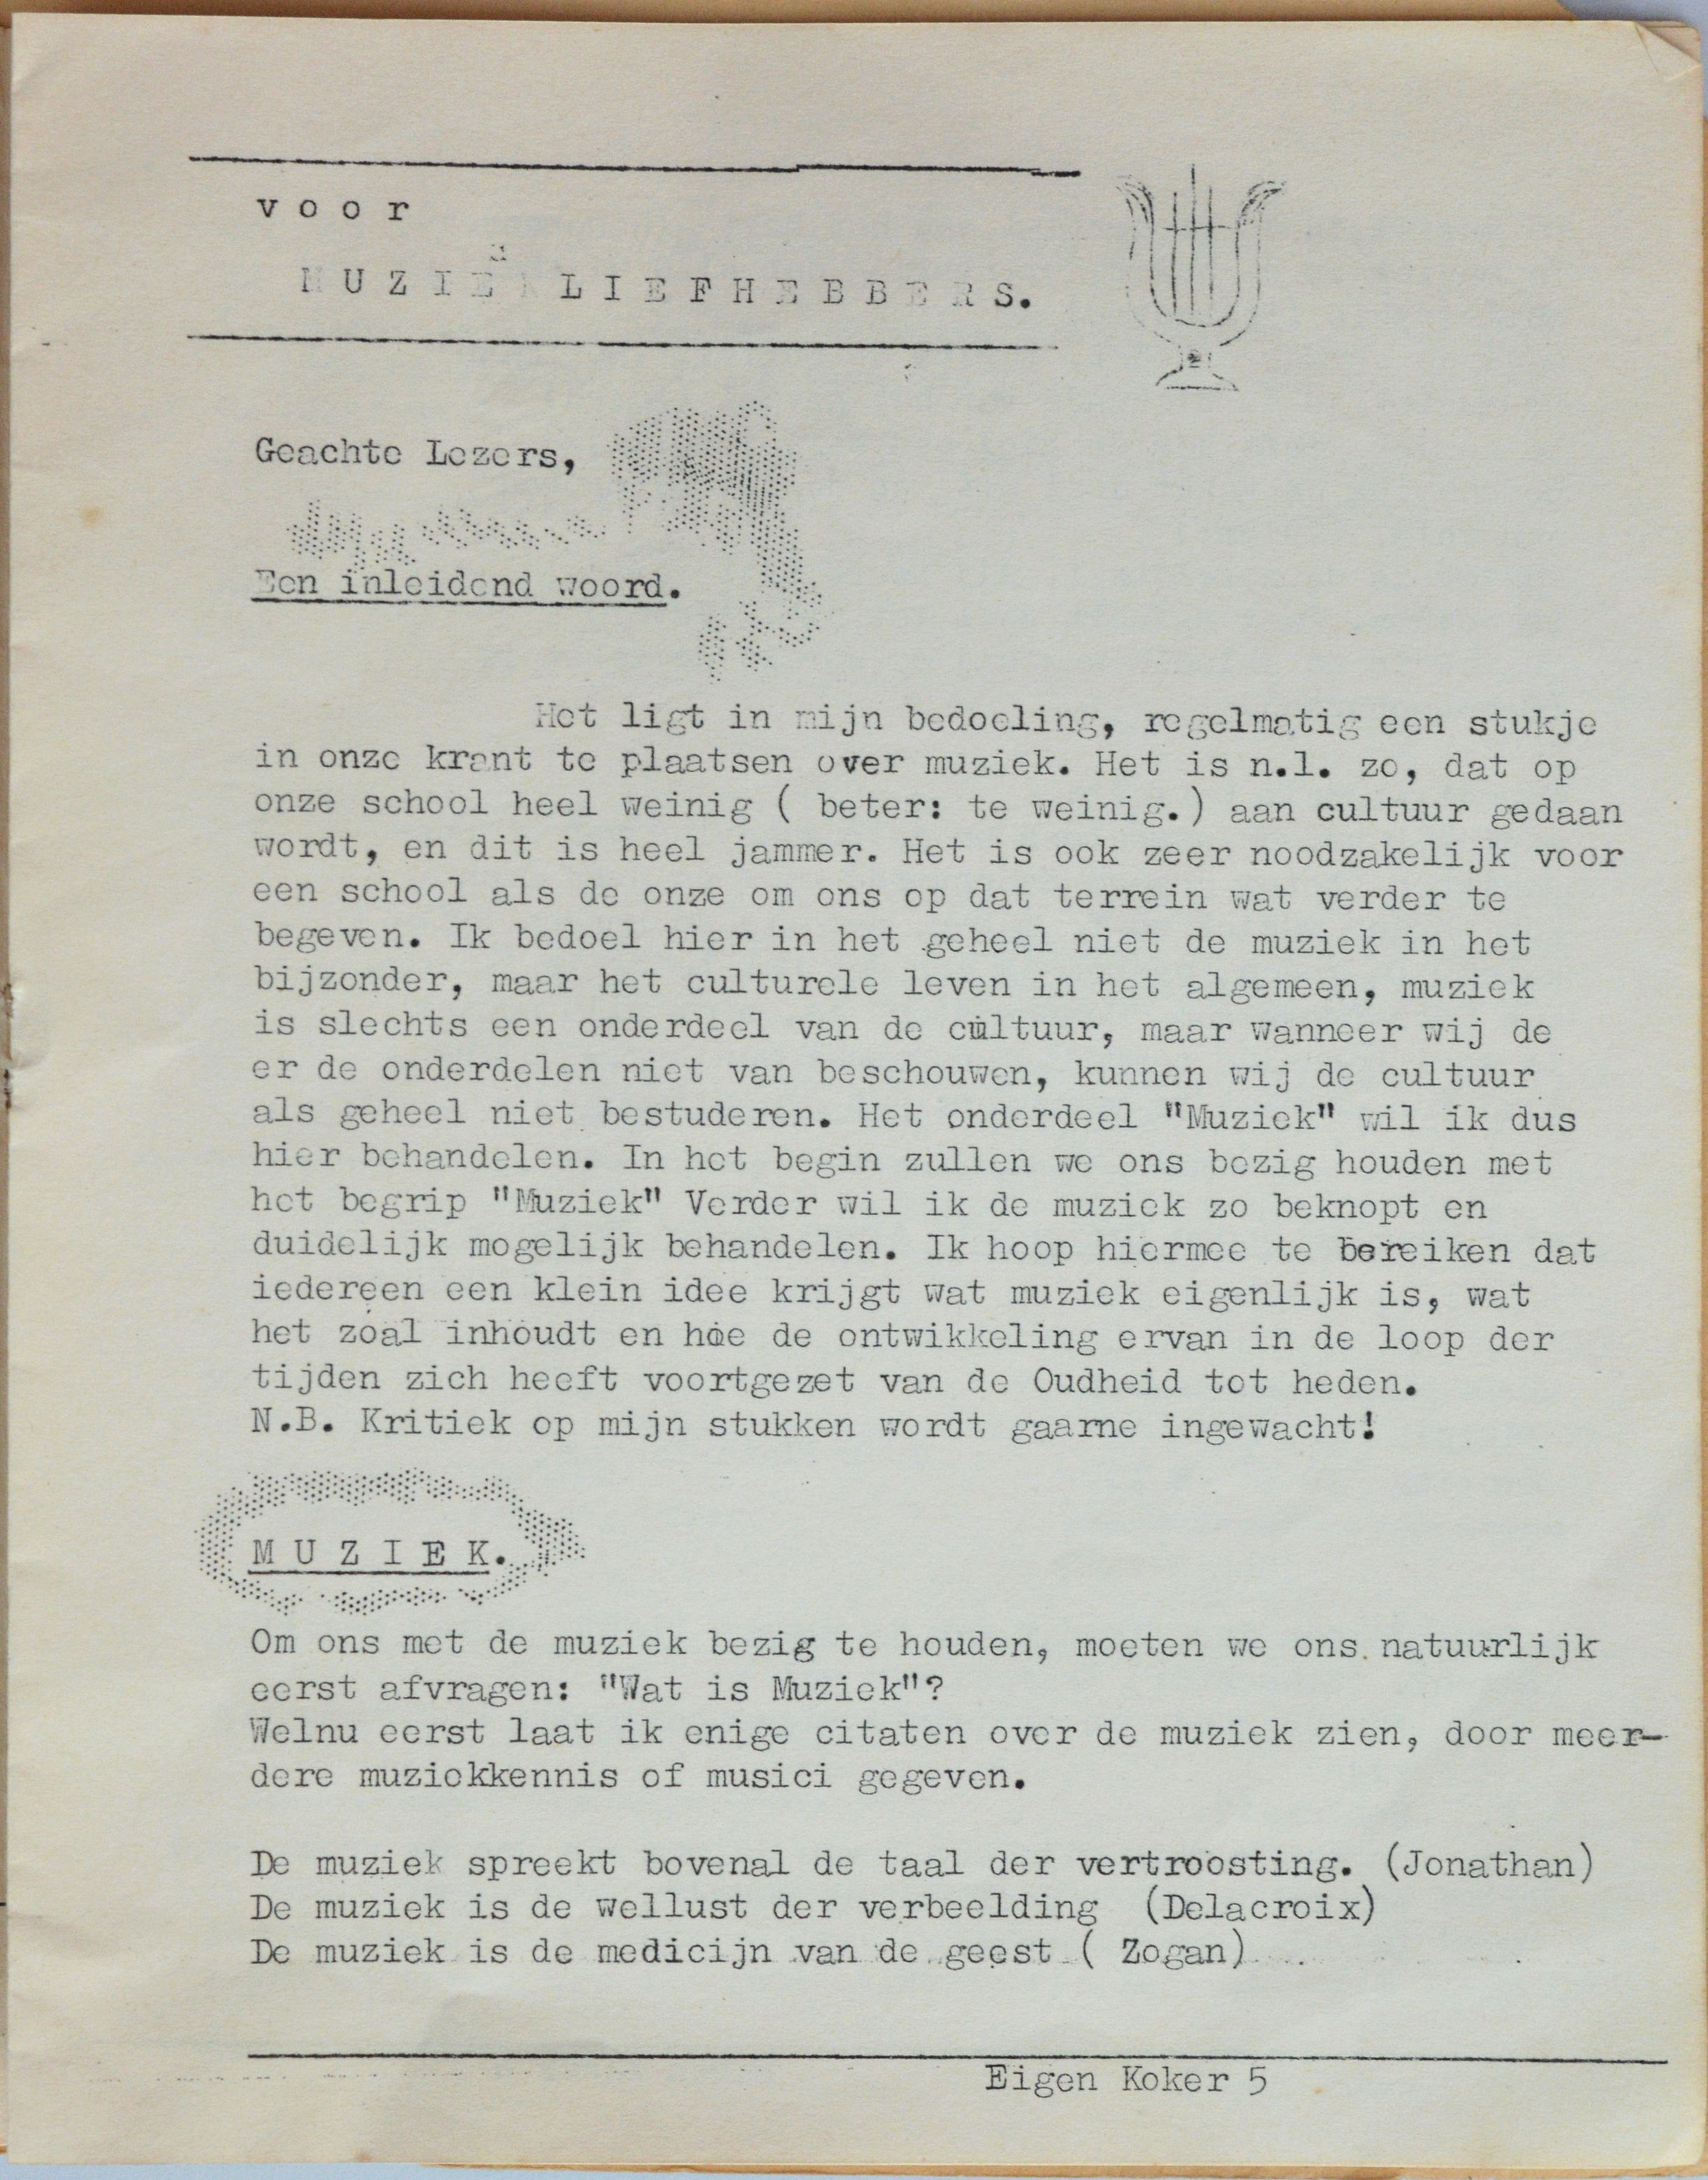 voor
MUZIEKLIEFHEBBERS.
Geachte Lezers,
Een inleidend woord.
Het ligt in mijn bedoeling, regelmatig een stukje
in onze krant te plaatsen over muziek. Het is n.l. zo, dat op
onze school heel weinig ( beter: te weinig.) aan cultuur gedaan
wordt, en dit is heel jammer. Het is ook zeer noodzakelijk voor
een school als de onze om ons op dat terrein wat verder te
begeven. Ik bedoel hier in het geheel niet de muziek in het
bijzonder, maar het culturele leven in het algemeen, muziek
is slechts een onderdeel van de cultuur, maar wanneer wij de
er de onderdelen niet van beschouwen, kunnen wij de cultuur
als geheel niet bestuderen. Het onderdeel "Muziek" wil ik dus
hier behandelen. In het begin zullen we ons bezig houden met
het begrip "Muziek" Verder wil ik de muziek zo beknopt en
duidelijk mogelijk behandelen. Ik hoop hiermee te bereiken dat
iedereen een klein idee krijgt wat muziek eigenlijk is, wat
het zoal inhoudt en hoe de ontwikkeling ervan in de loop der
tijden zich heeft voortgezet van de Oudheid tot heden.
N.B. Kritiek op mijn stukken wordt gaarne ingewacht!
MUZIEK.
Om ons met de muziek bezig te houden, moeten we ons natuurlijk
eerst afvragen: "Wat is Muziek"?
Welnu eerst laat ik enige citaten over de muziek zien, door meer-
dere muziekkennis of musici gegeven.
De muziek spreekt bovenal de taal der vertroosting. (Jonathan)
De muziek is de wellust der verbeelding (Delacroix)
De muziek is de medicijn van de geest ( Zogan)
Eigen Koker 5